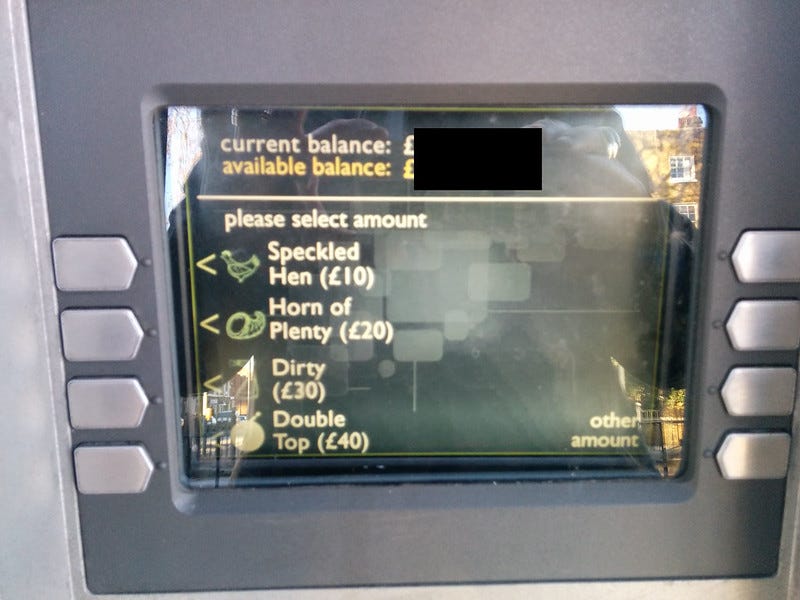 current balance: £
available balance: £
please select amount
< Speckled
Hen (£10)
< Horn of
Plenty (£20)
< Dirty
(£30)
Double
Top (£40)
other
amount